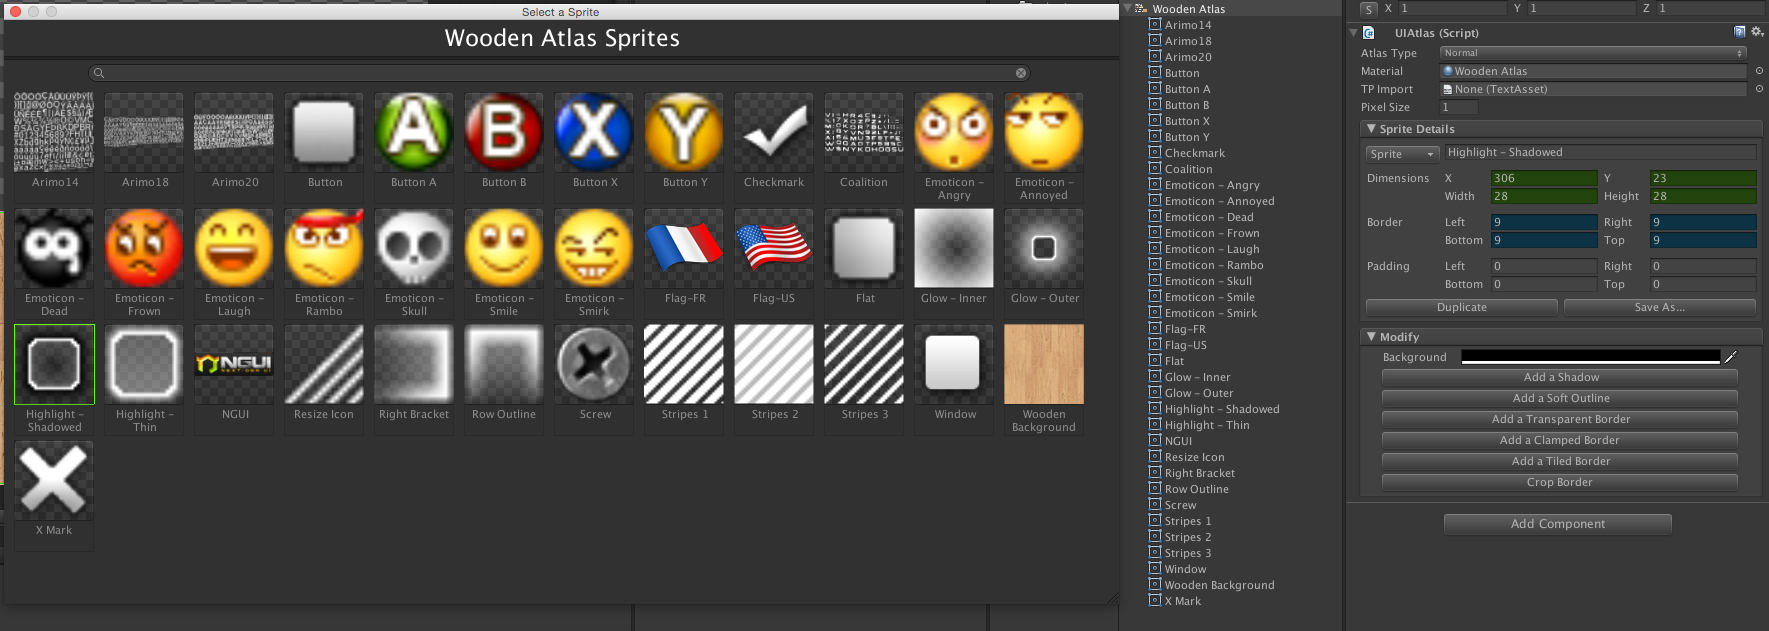 Select a Sprite
Wooden Atlas Sprites
Arimo14
Arimo18
Arimo20
Button
Button A
Button B
Button X
Button Y
Checkmark
Coalition
Emoticon – Angry
Emoticon – Annoyed
A
B
X
Y
Emoticon – Dead
Emoticon – Frown
Emoticon – Laugh
Emoticon – Rambo
Emoticon – Skull
Emoticon – Smile
Emoticon – Smirk
Flag–FR
Flag–US
Flat
Glow – Inner
Glow – Outer
NGUI
Highlight – Shadowed
Highlight – Thin
NGUI
Resize Icon
Right Bracket
Row Outline
Screw
Stripes 1
Stripes 2
Stripes 3
Window
Wooden Background
X Mark
Wooden Atlas
Arimo14
Arimo18
Arimo20
Button
Button A
Button B
Button X
Button Y
Checkmark
Coalition
Emoticon – Angry
Emoticon – Annoyed
Emoticon – Dead
Emoticon – Frown
Emoticon – Laugh
Emoticon – Rambo
Emoticon – Skull
Emoticon – Smile
Emoticon – Smirk
Flag–FR
Flag–US
Flat
Glow – Inner
Glow – Outer
Highlight – Shadowed
Highlight – Thin
NGUI
Resize Icon
Right Bracket
Row Outline
Screw
Stripes 1
Stripes 2
Stripes 3
Window
Wooden Background
X Mark
S X 1 Y 1 Z 1
UIAtlas (Script)
Atlas Type Normal
Material Wooden Atlas
TP Import None (TextAsset)
Pixel Size 1
Sprite Details
Sprite Highlight – Shadowed
Dimensions X 306 Y 23
Width 28 Height 28
Border Left 9 Right 9
Bottom 9 Top 9
Padding Left 0 Right 0
Bottom 0 Top 0
Duplicate Save As...
Modify
Background
Add a Shadow
Add a Soft Outline
Add a Transparent Border
Add a Clamped Border
Add a Tiled Border
Crop Border
Add Component